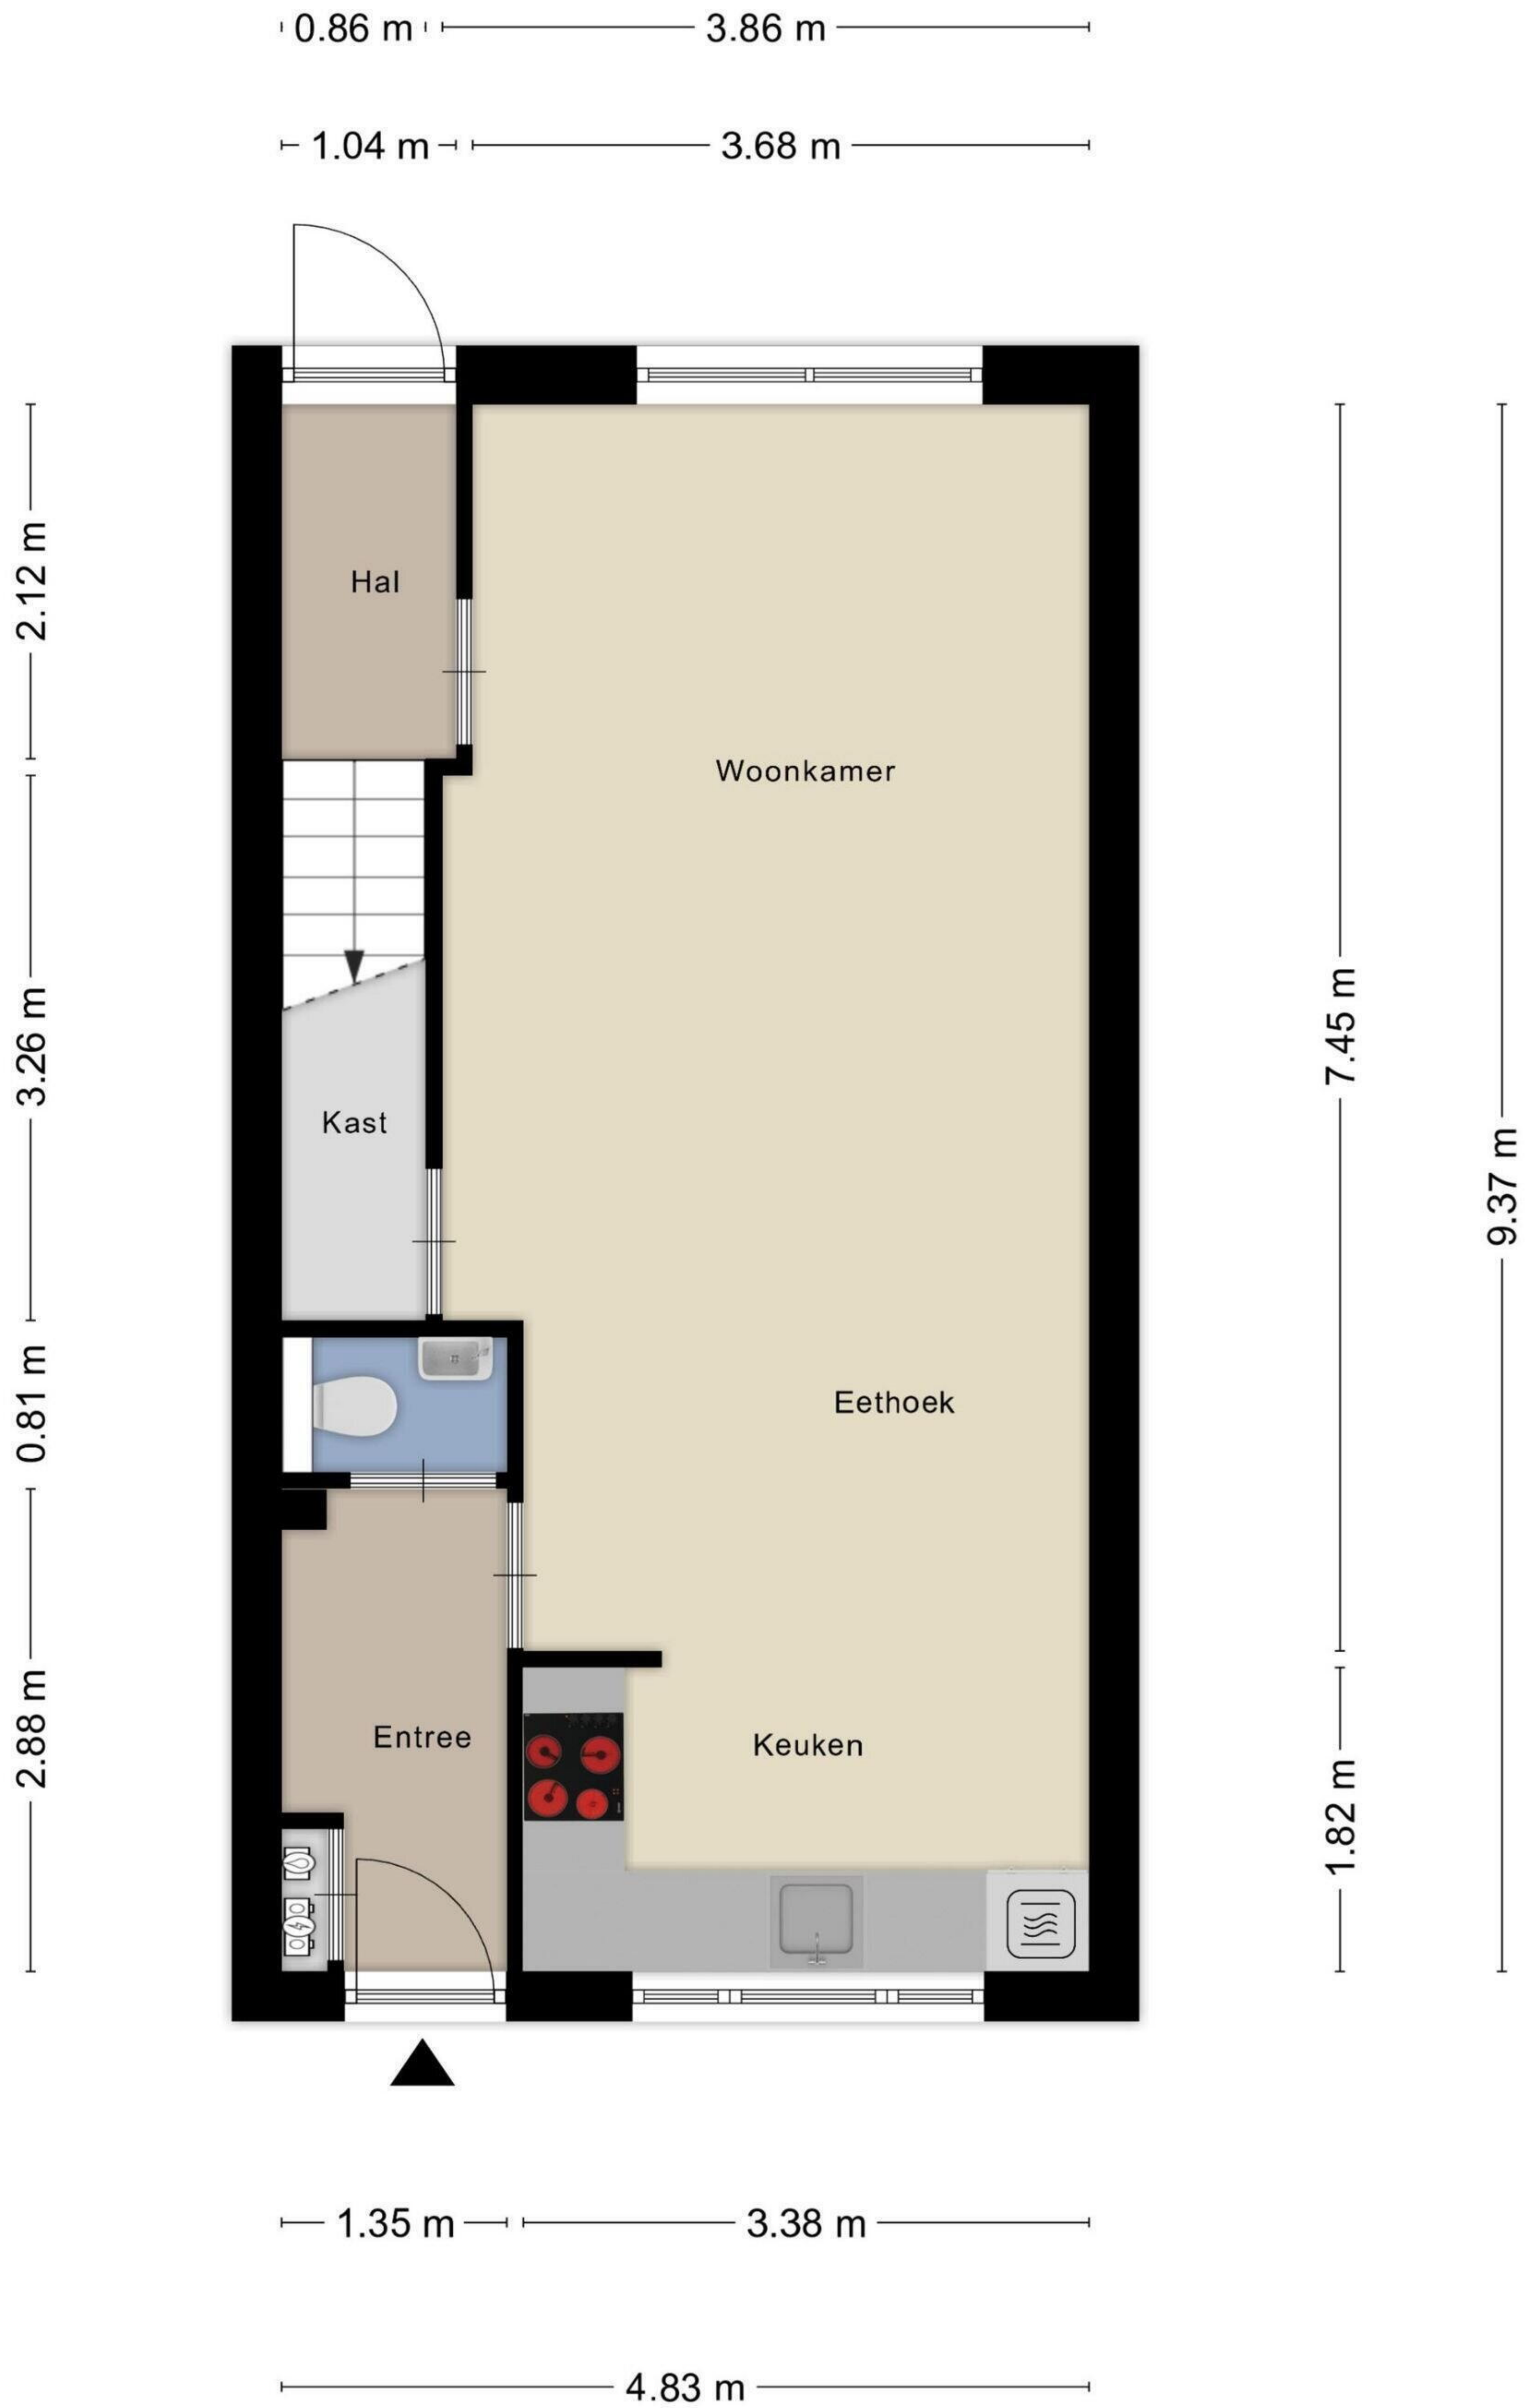 0.86 m 3.86 m
1.04 m 3.68 m
2.12 m
Hal
Woonkamer
3.26 m
7.45 m
Kast
9.37 m
0.81 m
Eethoek
2.88 m
Entree
Keuken
1.82 m
1.35 m 3.38 m
4.83 m